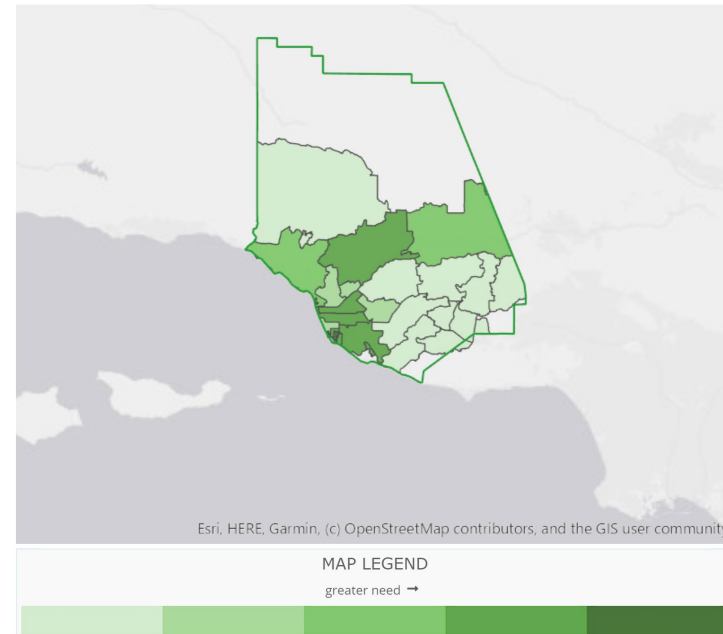 Esri, HERE, Garmin, (c) OpenStreetMap contributors, and the GIS user community
MAP LEGEND
greater need →